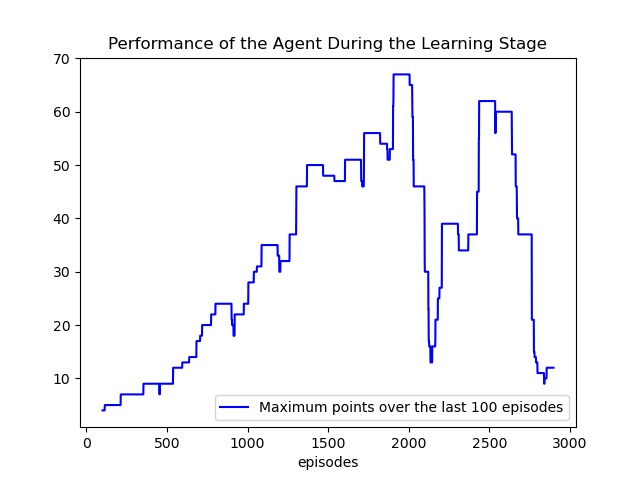 Performance of the Agent During the Learning Stage
70
60
50
40
30
20
10
Maximum points over the last 100 episodes
0 500 1000 1500 2000 2500 3000
episodes